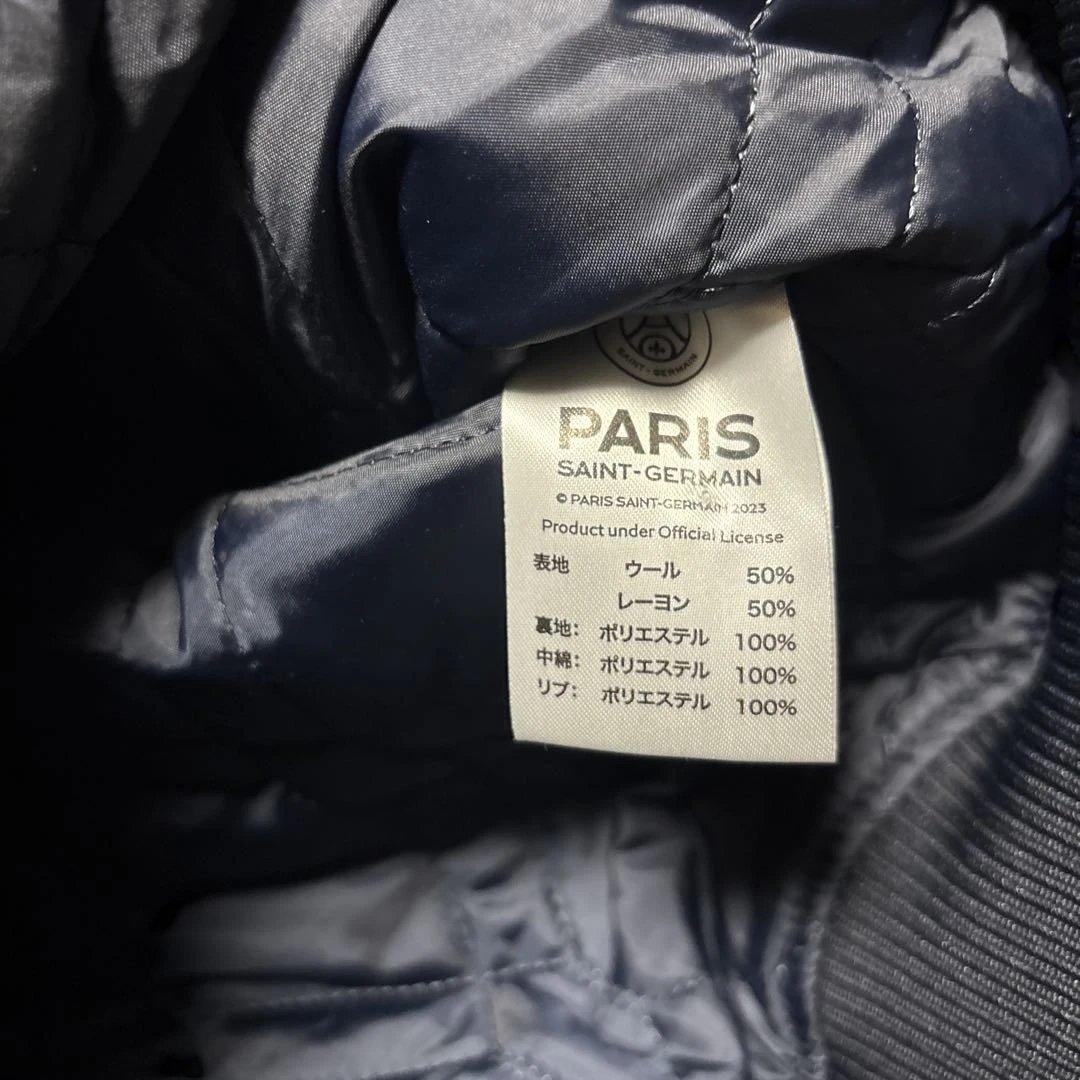 SAINT-GERMAIN
PARIS
SAINT-GERMAIN
© PARIS SAINT-GERMAIN 2023
Product under Official License
表地 ウール 50%
レーヨン 50%
裏地: ポリエステル 100%
中綿: ポリエステル 100%
リブ: ポリエステル 100%